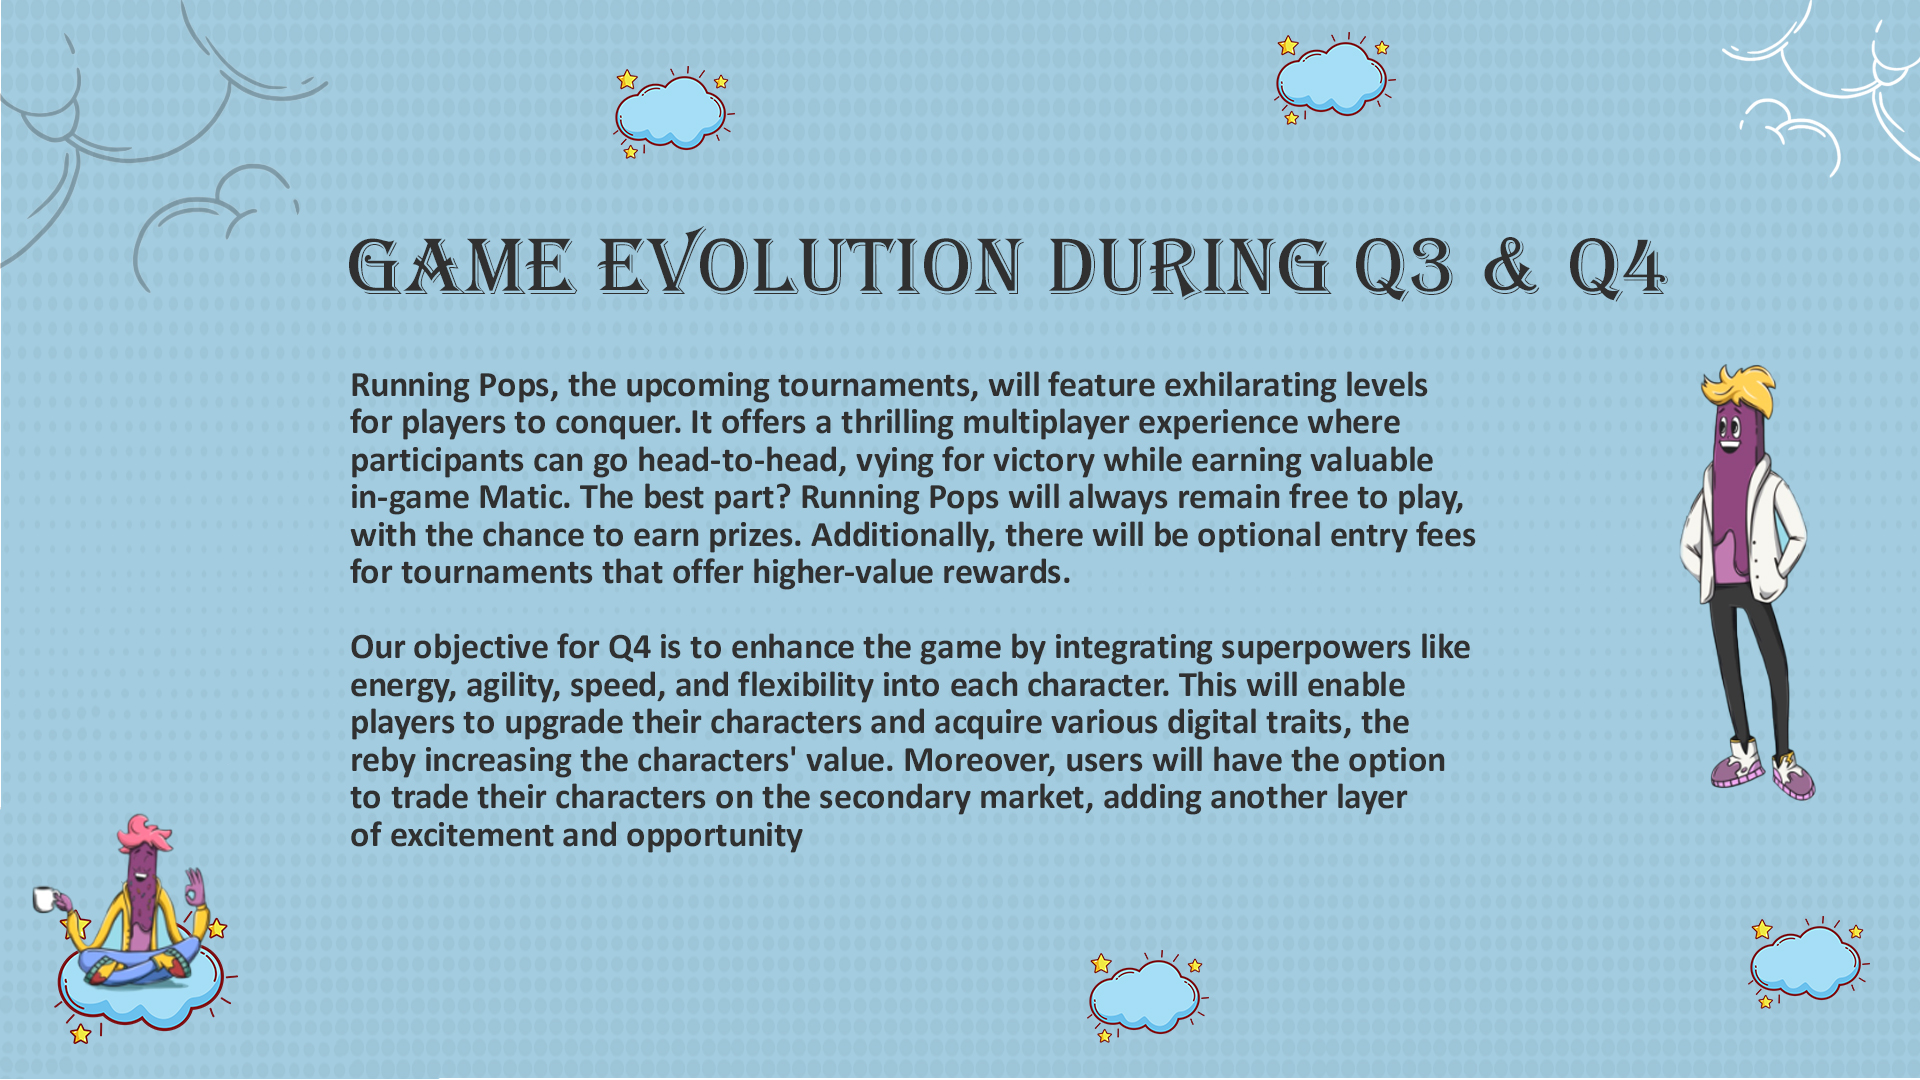 GAME EVOLUTION DURING Q3 & Q4
Running Pops, the upcoming tournaments, will feature exhilarating levels
for players to conquer. It offers a thrilling multiplayer experience where
participants can go head-to-head, vying for victory while earning valuable
in-game Matic. The best part? Running Pops will always remain free to play,
with the chance to earn prizes. Additionally, there will be optional entry fees
for tournaments that offer higher-value rewards.
Our objective for Q4 is to enhance the game by integrating superpowers like
energy, agility, speed, and flexibility into each character. This will enable
players to upgrade their characters and acquire various digital traits, the
reby increasing the characters' value. Moreover, users will have the option
to trade their characters on the secondary market, adding another layer
of excitement and opportunity